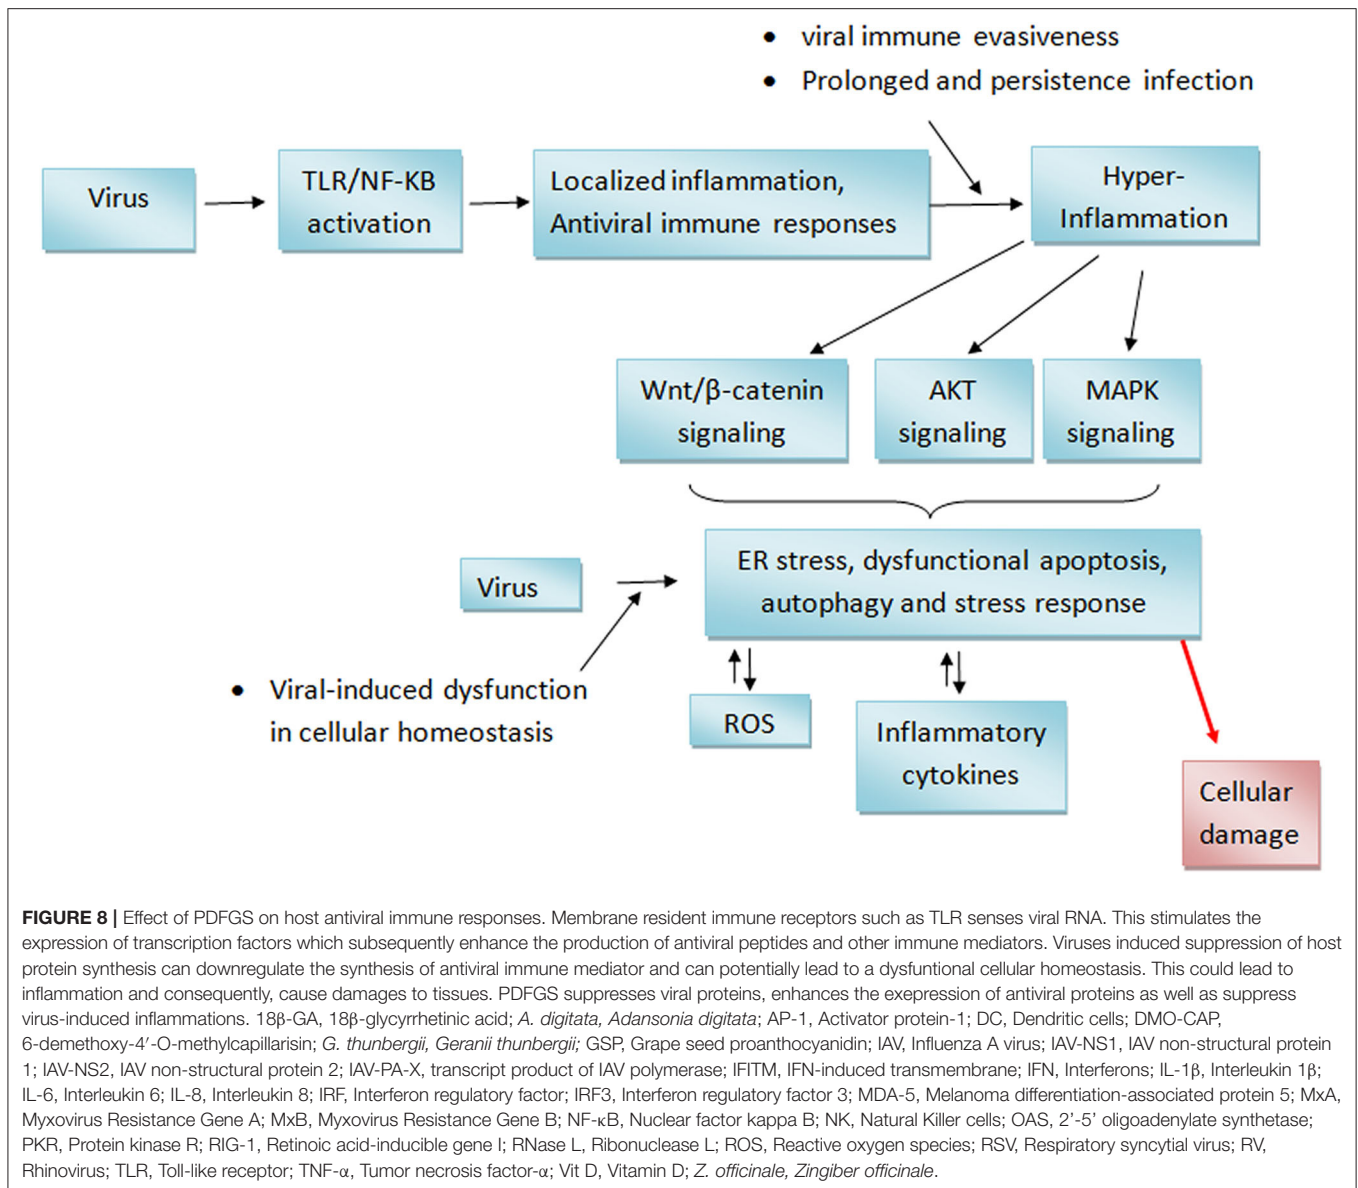 • viral immune evasiveness
• Prolonged and persistence infection
Virus
TLR/NF-KB
activation
Localized inflammation,
Antiviral immune responses
Hyper-
Inflammation
Wnt/β-catenin
signaling
AKT
signaling
MAPK
signaling
Virus
ER stress, dysfunctional apoptosis,
autophagy and stress response
• Viral-induced dysfunction
in cellular homeostasis
ROS
Inflammatory
cytokines
Cellular
damage
FIGURE 8 | Effect of PDFGS on host antiviral immune responses. Membrane resident immune receptors such as TLR senses viral RNA. This stimulates the
expression of transcription factors which subsequently enhance the production of antiviral peptides and other immune mediators. Viruses induced suppression of host
protein synthesis can downregulate the synthesis of antiviral immune mediator and can potentially lead to a dysfuntional cellular homeostasis. This could lead to
inflammation and consequently, cause damages to tissues. PDFGS suppresses viral proteins, enhances the exepression of antiviral proteins as well as suppress
virus-induced inflammations. 18β-GA, 18β-glycyrrhetinic acid; A. digitata, Adansonia digitata; AP-1, Activator protein-1; DC, Dendritic cells; DMO-CAP,
6-demethoxy-4′-O-methylcapillarisin; G. thunbergii, Geranii thunbergii; GSP, Grape seed proanthocyanidin; IAV, Influenza A virus; IAV-NS1, IAV non-structural protein
1; IAV-NS2, IAV non-structural protein 2; IAV-PA-X, transcript product of IAV polymerase; IFITM, IFN-induced transmembrane; IFN, Interferons; IL-1β, Interleukin 1β;
IL-6, Interleukin 6; IL-8, Interleukin 8; IRF, Interferon regulatory factor; IRF3, Interferon regulatory factor 3; MDA-5, Melanoma differentiation-associated protein 5; MxA,
Myxovirus Resistance Gene A; MxB, Myxovirus Resistance Gene B; NF-κB, Nuclear factor kappa B; NK, Natural Killer cells; OAS, 2'-5' oligoadenylate synthetase;
PKR, Protein kinase R; RIG-1, Retinoic acid-inducible gene I; RNase L, Ribonuclease L; ROS, Reactive oxygen species; RSV, Respiratory syncytial virus; RV,
Rhinovirus; TLR, Toll-like receptor; TNF-α, Tumor necrosis factor-α; Vit D, Vitamin D; Z. officinale, Zingiber officinale.